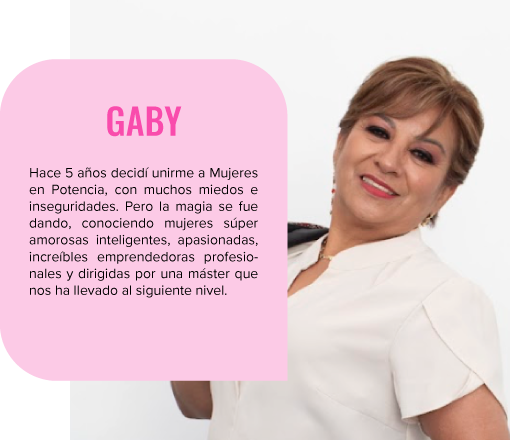 GABY
Hace 5 años decidí unirme a Mujeres
en Potencia, con muchos miedos e
inseguridades. Pero la magia se fue
dando, conociendo mujeres súper
amorosas inteligentes, apasionadas,
increíbles emprendedoras profesio-
nales y dirigidas por una máster que
nos ha llevado al siguiente nivel.